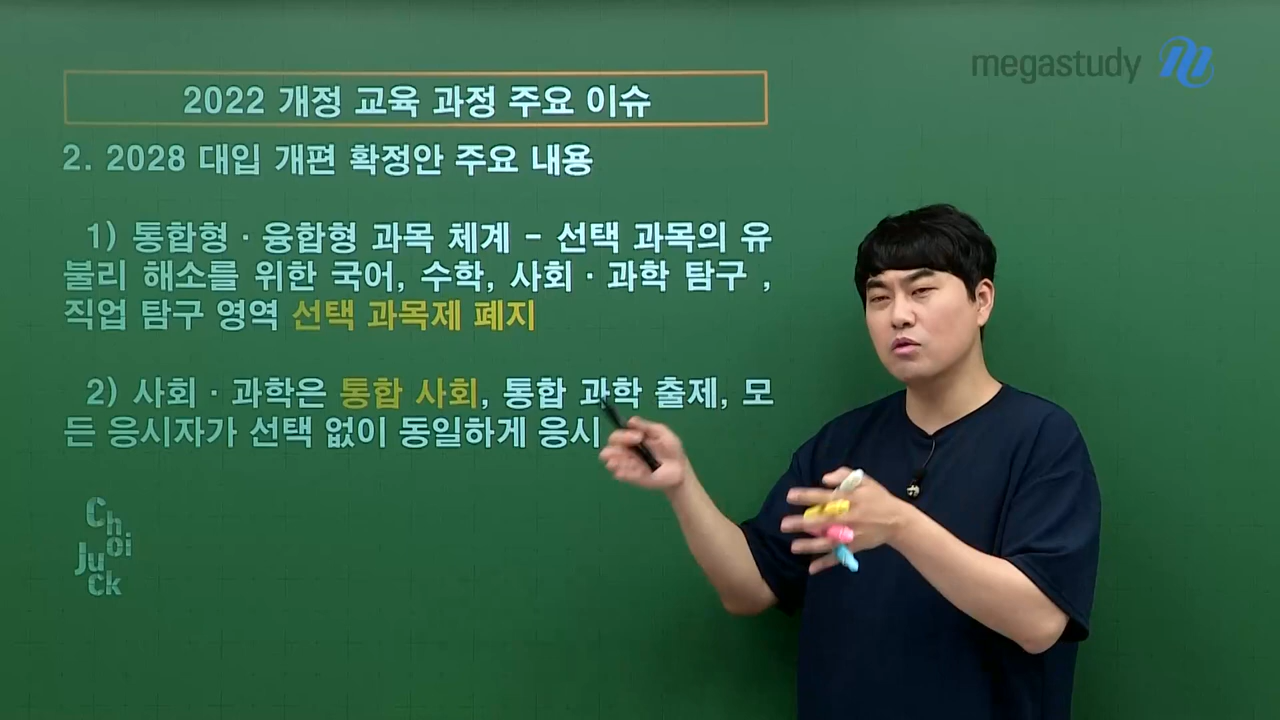 megastudy
2022 개정 교육 과정 주요 이슈
2. 2028 대입 개편 확정안 주요 내용
1) 통합형 · 융합형 과목 체계 - 선택 과목의 유
불리 해소를 위한 국어, 수학, 사회 · 과학 탐구 ,
직업 탐구 영역 선택 과목제 폐지
2) 사회 · 과학은 통합 사회, 통합 과학 출제, 모
든 응시자가 선택 없이 동일하게 응시
Choi
Juck